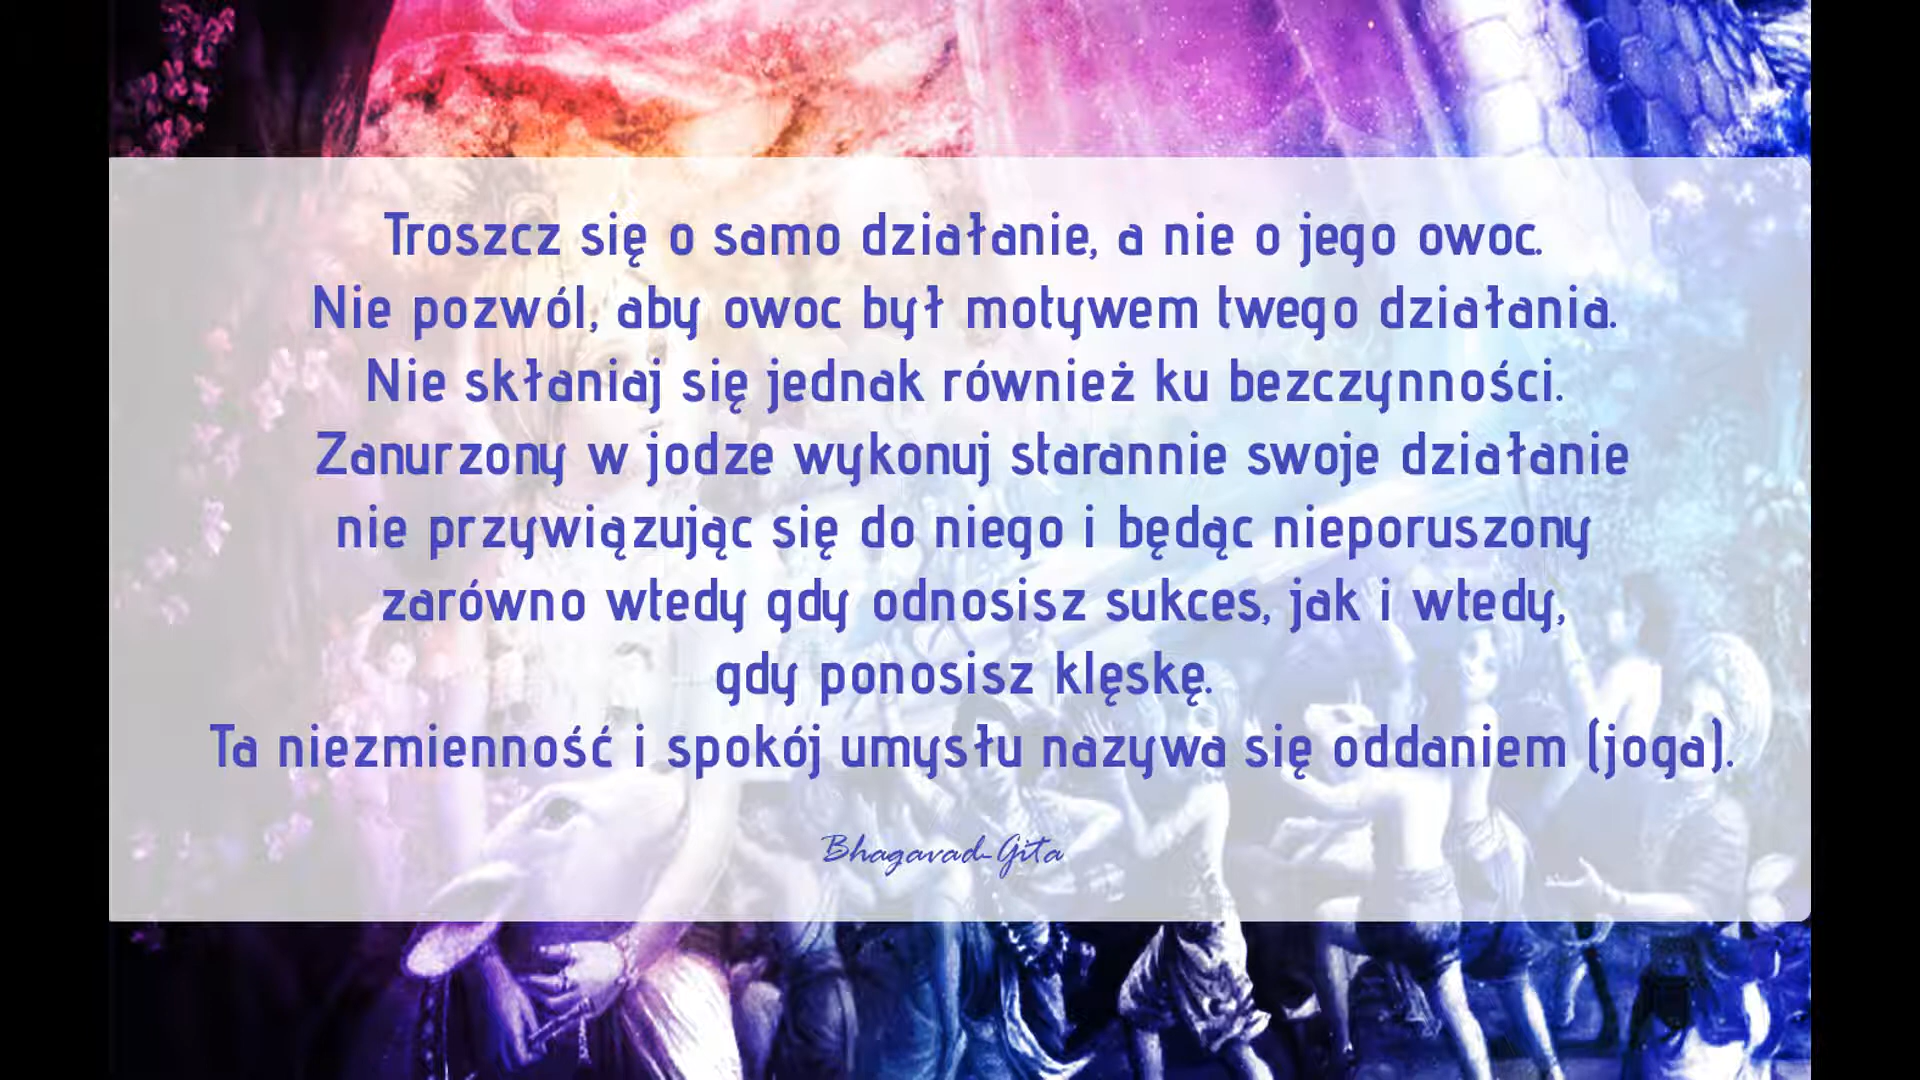 Troszcz się o samo działanie, a nie o jego owoc.
Nie pozwól, aby owoc był motywem twego działania.
Nie skłaniaj się jednak również ku bezczynności.
Zanurzony w jodze wykonuj starannie swoje działanie
nie przywiązując się do niego i będąc nieporuszony
zarówno wtedy gdy odnosisz sukces, jak i wtedy,
gdy ponosisz klęskę.
Ta niezmienność i spokój umysłu nazywa się oddaniem (joga).
Bhagavad-Gita